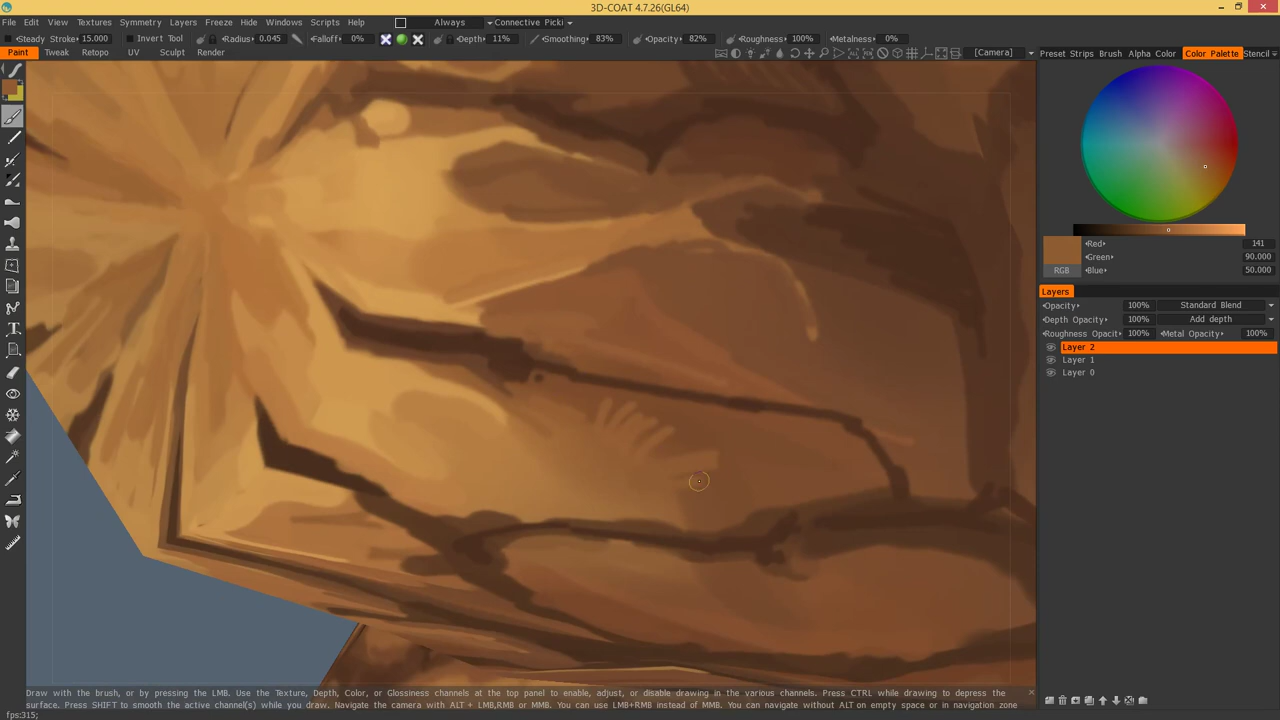 3D-COAT 4.7.26(GL64)
File Edit View Textures Symmetry Layers Freeze Hide Windows Scripts Help Always Connective Picki
Steady Stroke 15.000 Invert Tool Radius 0.045 Falloff 0% Depth 11% Smoothing 83% Opacity 82% Roughness 100% Metalness 0%
Paint Tweak Retopo UV Sculpt Render [Camera]
Preset Strips Brush Alpha Color Color Palette Stencil
Red 141
Green 90.000
RGB Blue 50.000
Layers
Opacity 100% Standard Blend
Depth Opacity 100% Add depth
Roughness Opacit 100% Metal Opacity 100%
Layer 2
Layer 1
Layer 0
Draw with the brush, or by pressing the LMB. Use the Texture, Depth, Color, or Glossiness channels at the top panel to enable, adjust, or disable drawing in the various channels. Press CTRL while drawing to depress the
surface. Press SHIFT to smooth the active channel(s) while you draw. Navigate the camera with ALT + LMB,RMB or MMB. You can use LMB+RMB instead of MMB. You can navigate without ALT on empty space or in navigation zone
fps:315;